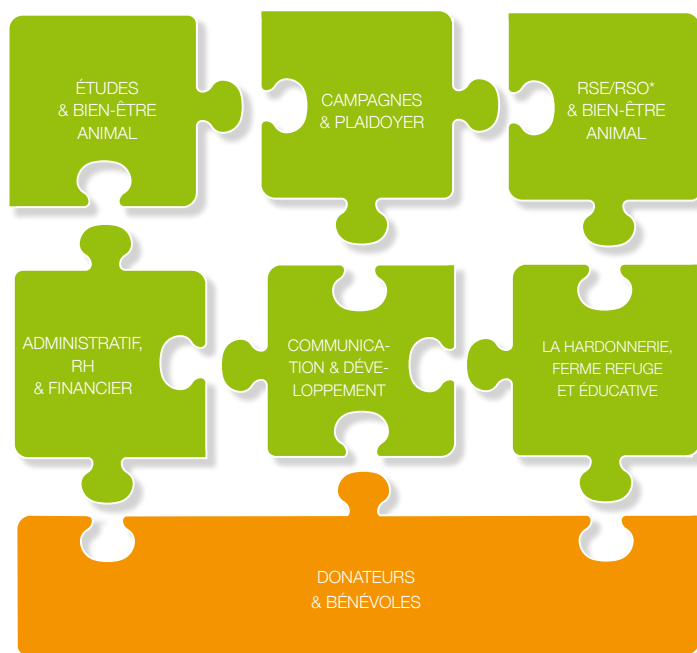 ÉTUDES
& BIEN-ÊTRE
ANIMAL
CAMPAGNES
& PLAIDOYER
RSE/RSO*
& BIEN-ÊTRE
ANIMAL
ADMINISTRATIF,
RH
& FINANCIER
COMMUNICA-
TION & DÉVE-
LOPPEMENT
LA HARDONNERIE,
FERME REFUGE
ET ÉDUCATIVE
DONATEURS
& BÉNÉVOLES